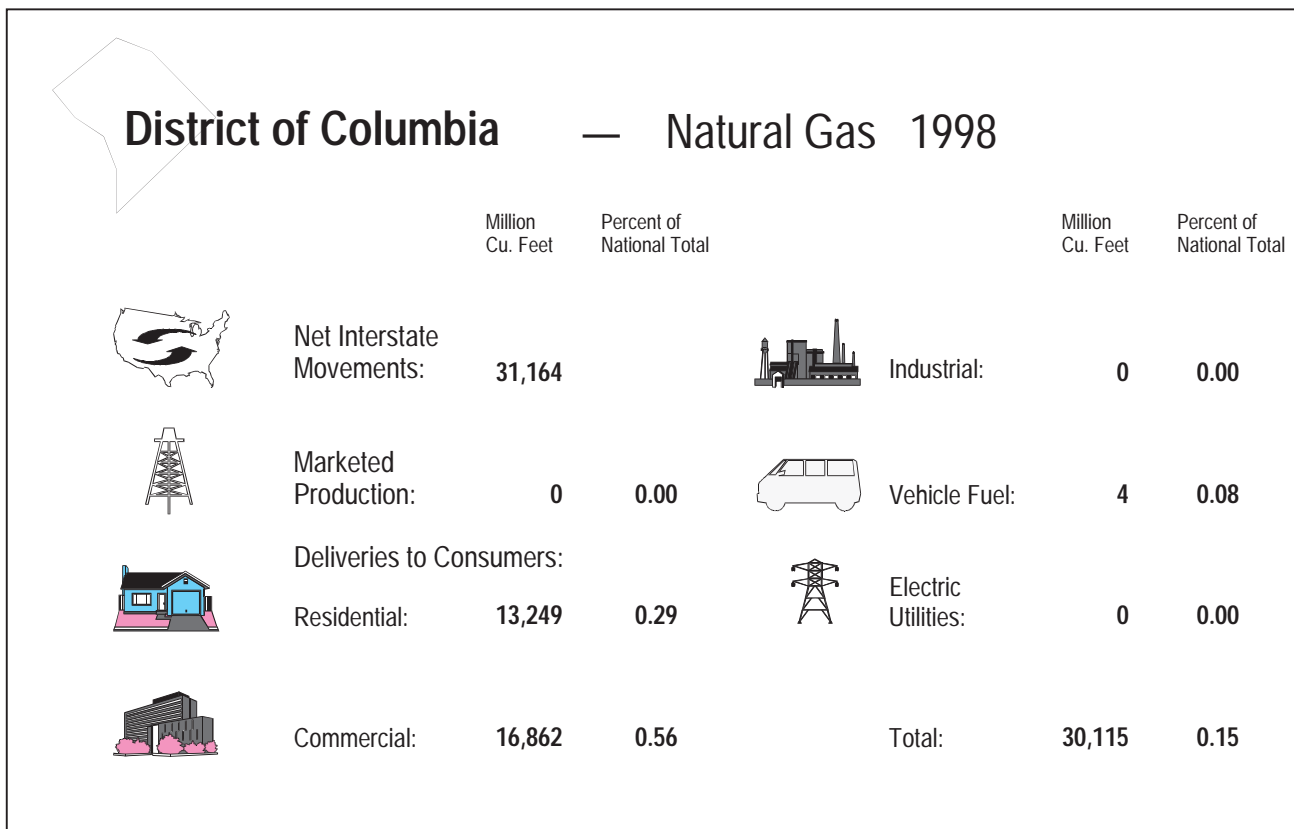 District of Columbia — Natural Gas 1998
Million Cu. Feet
Percent of National Total
Net Interstate
Movements: 31,164
Marketed
Production: 0 0.00
Deliveries to Consumers:
Residential: 13,249 0.29
Commercial: 16,862 0.56
Million Cu. Feet
Percent of National Total
Industrial: 0 0.00
Vehicle Fuel: 4 0.08
Electric
Utilities: 0 0.00
Total: 30,115 0.15